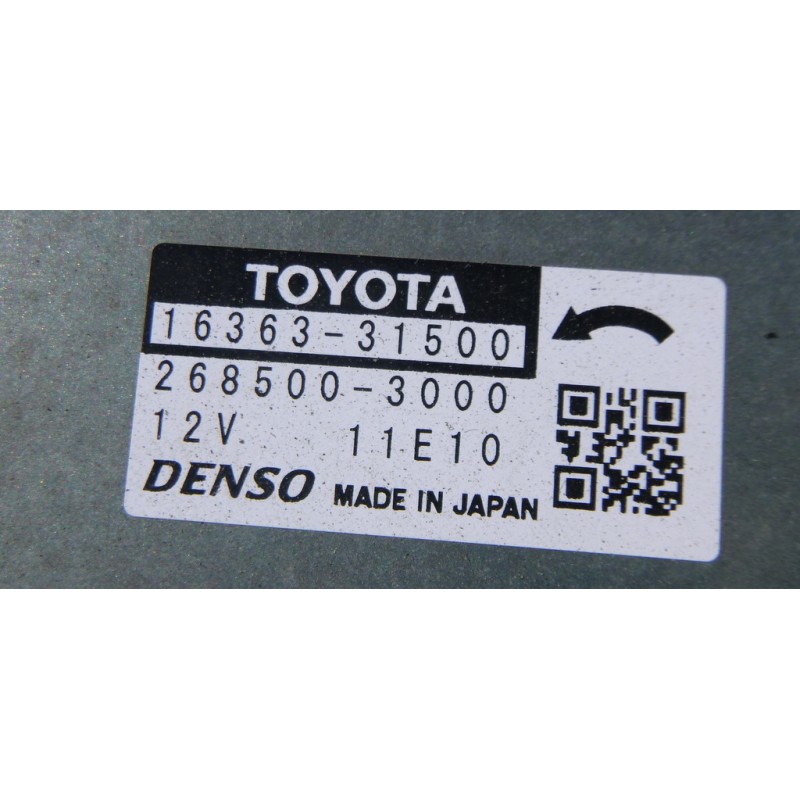 TOYOTA
16363-31500
268500-3000
12V 11E10
DENSO MADE IN JAPAN